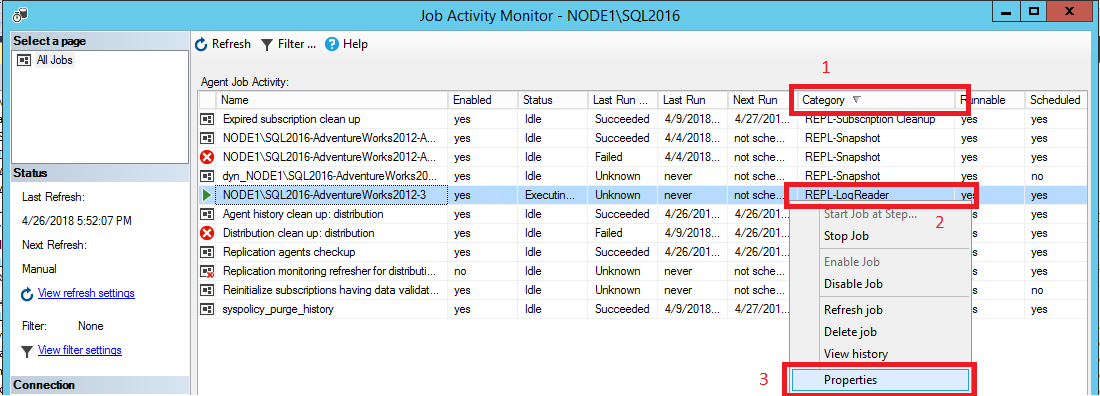 Job Activity Monitor - NODE1\SQL2016
Select a page
All Jobs
Refresh Filter ... Help
1
Agent Job Activity:
Name Enabled Status Last Run ... Last Run Next Run Category Runnable Scheduled
Expired subscription clean up yes Idle Succeeded 4/9/2018... 4/27/201... REPL-Subscription Cleanup yes yes
NODE1\SQL2016-AdventureWorks2012-A... yes Idle Succeeded 4/4/2018... not sche... REPL-Snapshot yes yes
NODE1\SQL2016-AdventureWorks2012-A... yes Idle Failed 4/4/2018... not sche... REPL-Snapshot yes yes
dyn_NODE1\SQL2016-AdventureWorks20... yes Idle Unknown never not sche... REPL-Snapshot yes no
NODE1\SQL2016-AdventureWorks2012-3 yes Executin... Unknown never not sche... REPL-LogReader yes yes
Agent history clean up: distribution yes Idle Succeeded 4/26/201... 4/26/201... yes
Distribution clean up: distribution yes Idle Failed 4/9/2018... 4/26/201... yes
Replication agents checkup yes Idle Succeeded 4/26/201... 4/26/201... yes
Replication monitoring refresher for distributi... no Idle Unknown never not sche... yes
Reinitialize subscriptions having data validat... yes Idle Unknown never not sche... no
syspolicy_purge_history yes Idle Succeeded 4/9/2018... 4/27/201... yes
2
Start Job at Step...
Stop Job
Enable Job
Disable Job
Refresh job
Delete job
View history
3
Properties
Status
Last Refresh:
4/26/2018 5:52:07 PM
Next Refresh:
Manual
View refresh settings
Filter: None
View filter settings
Connection